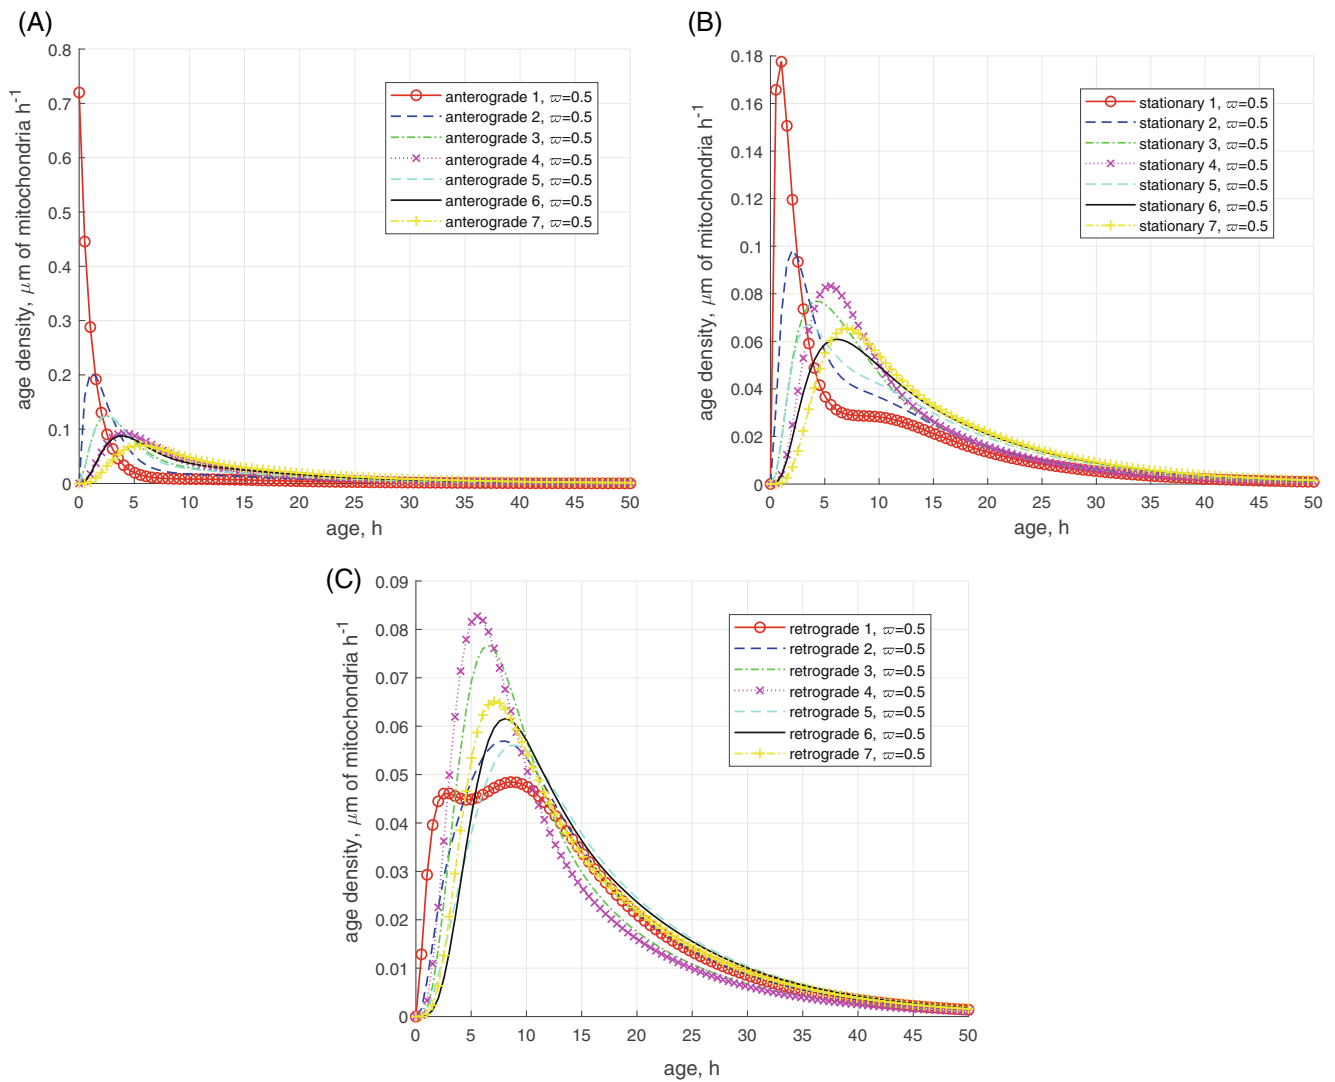 (A)
0.8
0.7
0.6
0.5
0.4
0.3
0.2
0.1
0
age density, μm of mitochondria h-1
anterograde 1, ϖ=0.5
anterograde 2, ϖ=0.5
anterograde 3, ϖ=0.5
anterograde 4, ϖ=0.5
anterograde 5, ϖ=0.5
anterograde 6, ϖ=0.5
anterograde 7, ϖ=0.5
0 5 10 15 20 25 30 35 40 45 50
age, h
(B)
0.18
0.16
0.14
0.12
0.1
0.08
0.06
0.04
0.02
0
age density, μm of mitochondria h-1
stationary 1, ϖ=0.5
stationary 2, ϖ=0.5
stationary 3, ϖ=0.5
stationary 4, ϖ=0.5
stationary 5, ϖ=0.5
stationary 6, ϖ=0.5
stationary 7, ϖ=0.5
0 5 10 15 20 25 30 35 40 45 50
age, h
(C)
0.09
0.08
0.07
0.06
0.05
0.04
0.03
0.02
0.01
0
age density, μm of mitochondria h-1
retrograde 1, ϖ=0.5
retrograde 2, ϖ=0.5
retrograde 3, ϖ=0.5
retrograde 4, ϖ=0.5
retrograde 5, ϖ=0.5
retrograde 6, ϖ=0.5
retrograde 7, ϖ=0.5
0 5 10 15 20 25 30 35 40 45 50
age, h